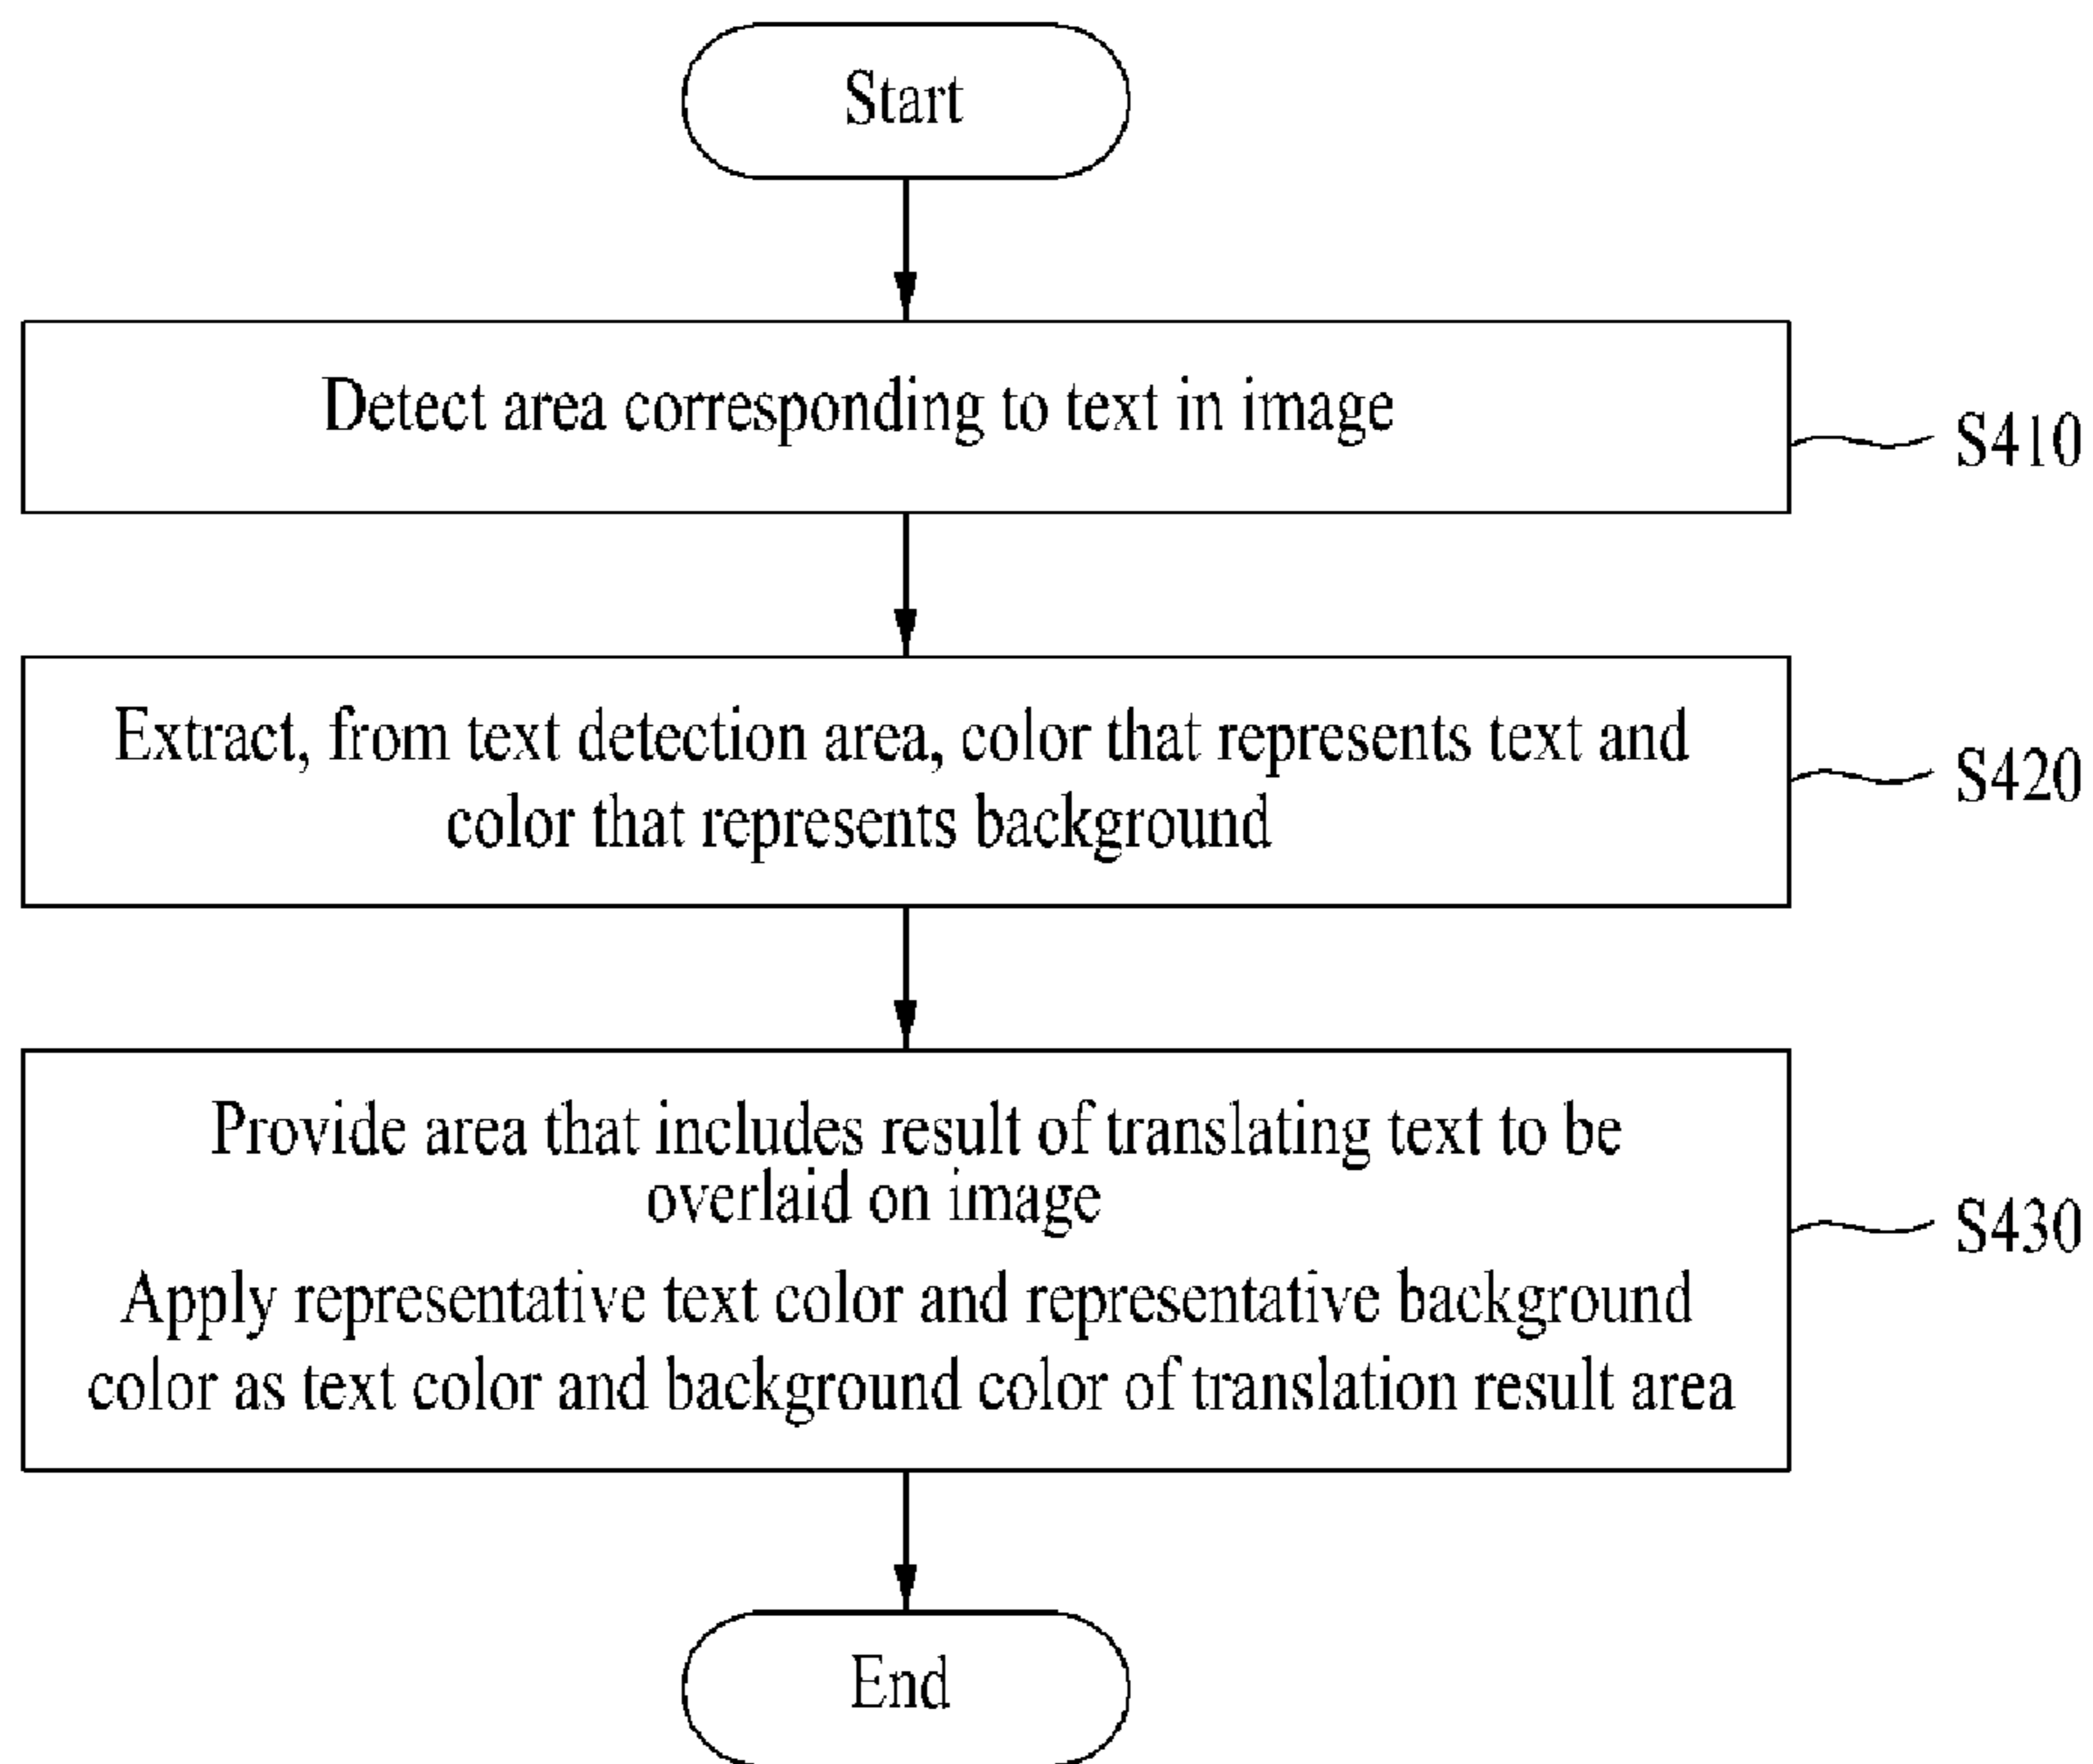 Start
Detect area corresponding to text in image
S410
Extract, from text detection area, color that represents text and
color that represents background
S420
Provide area that includes result of translating text to be
overlaid on image
S430
Apply representative text color and representative background
color as text color and background color of translation result area
End